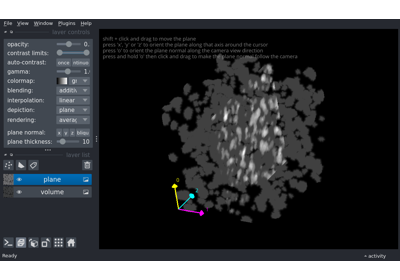 File View Window Plugins Help
layer controls
opacity: 0.
contrast limits:
auto-contrast: once
gamma: 1.
colormap: gr
blending: additiv
interpolation: linear
depiction: plane
rendering: averag
plane normal: x y z
plane thickness: 10
layer list
plane
volume
Ready
activity
shift + click and drag to move the plane
press 'x', 'y' or 'z' to orient the plane along that axis around the cursor
press 'o' to orient the plane normal along the camera view direction
press and hold 'o' then click and drag to make the plane normal follow the camera
0